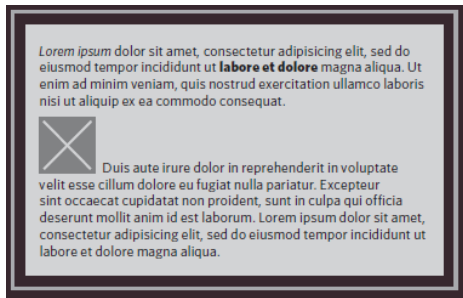 Lorem ipsum dolor sit amet, consectetur adipisicing elit, sed do
eiusmod tempor incididunt ut labore et dolore magna aliqua. Ut
enim ad minim veniam, quis nostrud exercitation ullamco laboris
nisi ut aliquip ex ea commodo consequat.
Duis aute irure dolor in reprehenderit in voluptate
velit esse cillum dolore eu fugiat nulla pariatur. Excepteur
sint occaecat cupidatat non proident, sunt in culpa qui officia
deserunt mollit anim id est laborum. Lorem ipsum dolor sit amet,
consectetur adipisicing elit, sed do eiusmod tempor incididunt ut
labore et dolore magna aliqua.